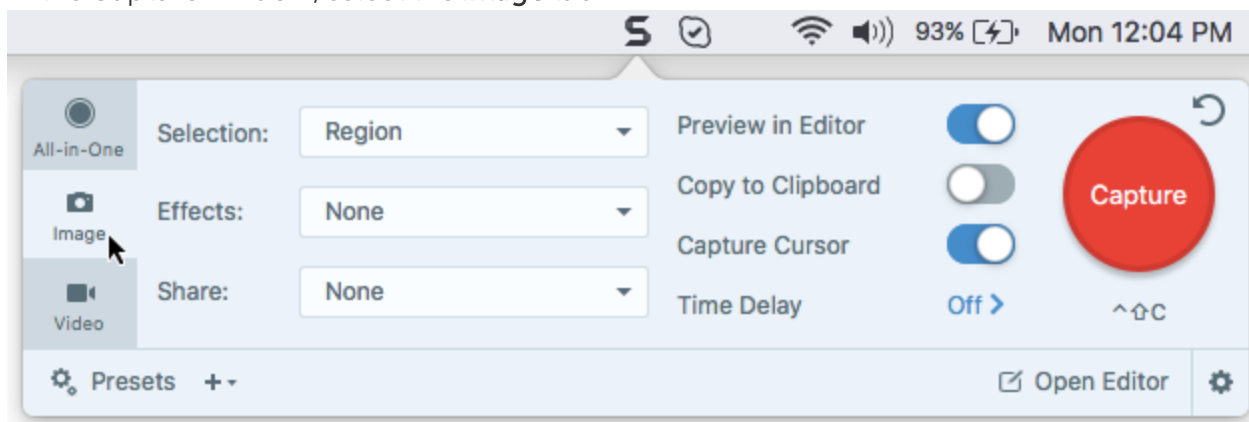 S 93% Mon 12:04 PM
All-in-One
Image
Video
Selection: Region
Effects: None
Share: None
Preview in Editor
Copy to Clipboard
Capture Cursor
Time Delay Off >
Capture
^⇧C
Presets + Open Editor